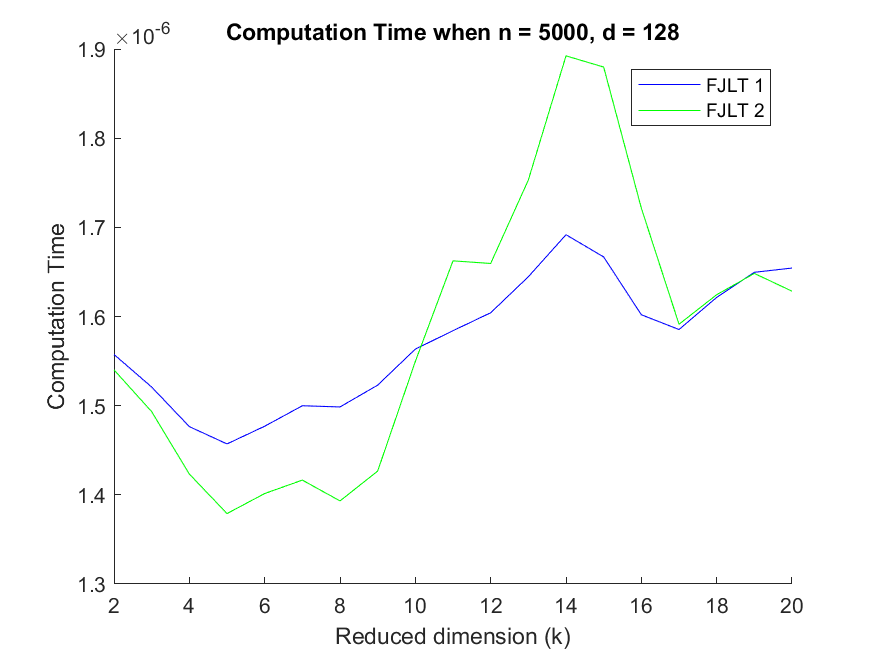 Computation Time when n = 5000, d = 128
×10-6
1.9
1.8
1.7
1.6
1.5
1.4
1.3
Computation Time
FJLT 1
FJLT 2
2 4 6 8 10 12 14 16 18 20
Reduced dimension (k)